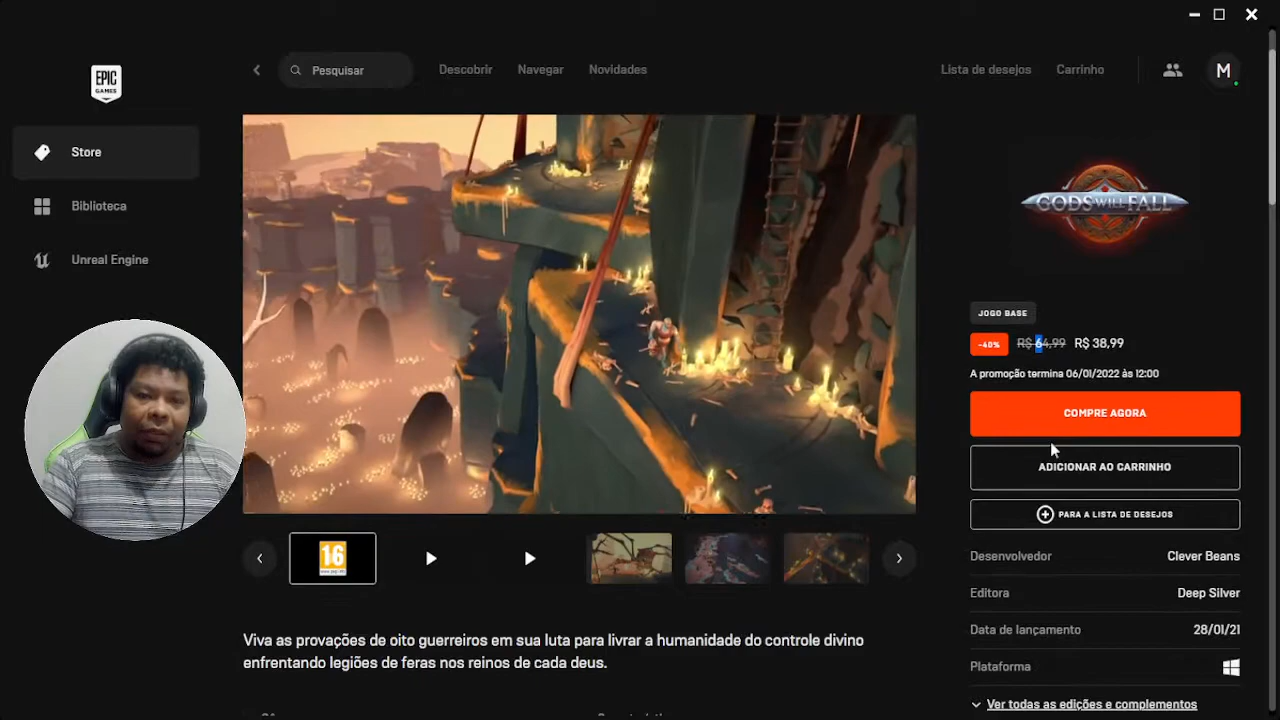 EPIC
GAMES
Pesquisar
Descobrir
Navegar
Novidades
Lista de desejos
Carrinho
M
Store
Biblioteca
Unreal Engine
GODS WILL FALL
JOGO BASE
-40% R$ 64,99 R$ 38,99
A promoção termina 06/01/2022 às 12:00
COMPRE AGORA
ADICIONAR AO CARRINHO
PARA A LISTA DE DESEJOS
Desenvolvedor Clever Beans
Editora Deep Silver
Data de lançamento 28/01/21
Plataforma
Ver todas as edições e complementos
16
Viva as provações de oito guerreiros em sua luta para livrar a humanidade do controle divino
enfrentando legiões de feras nos reinos de cada deus.